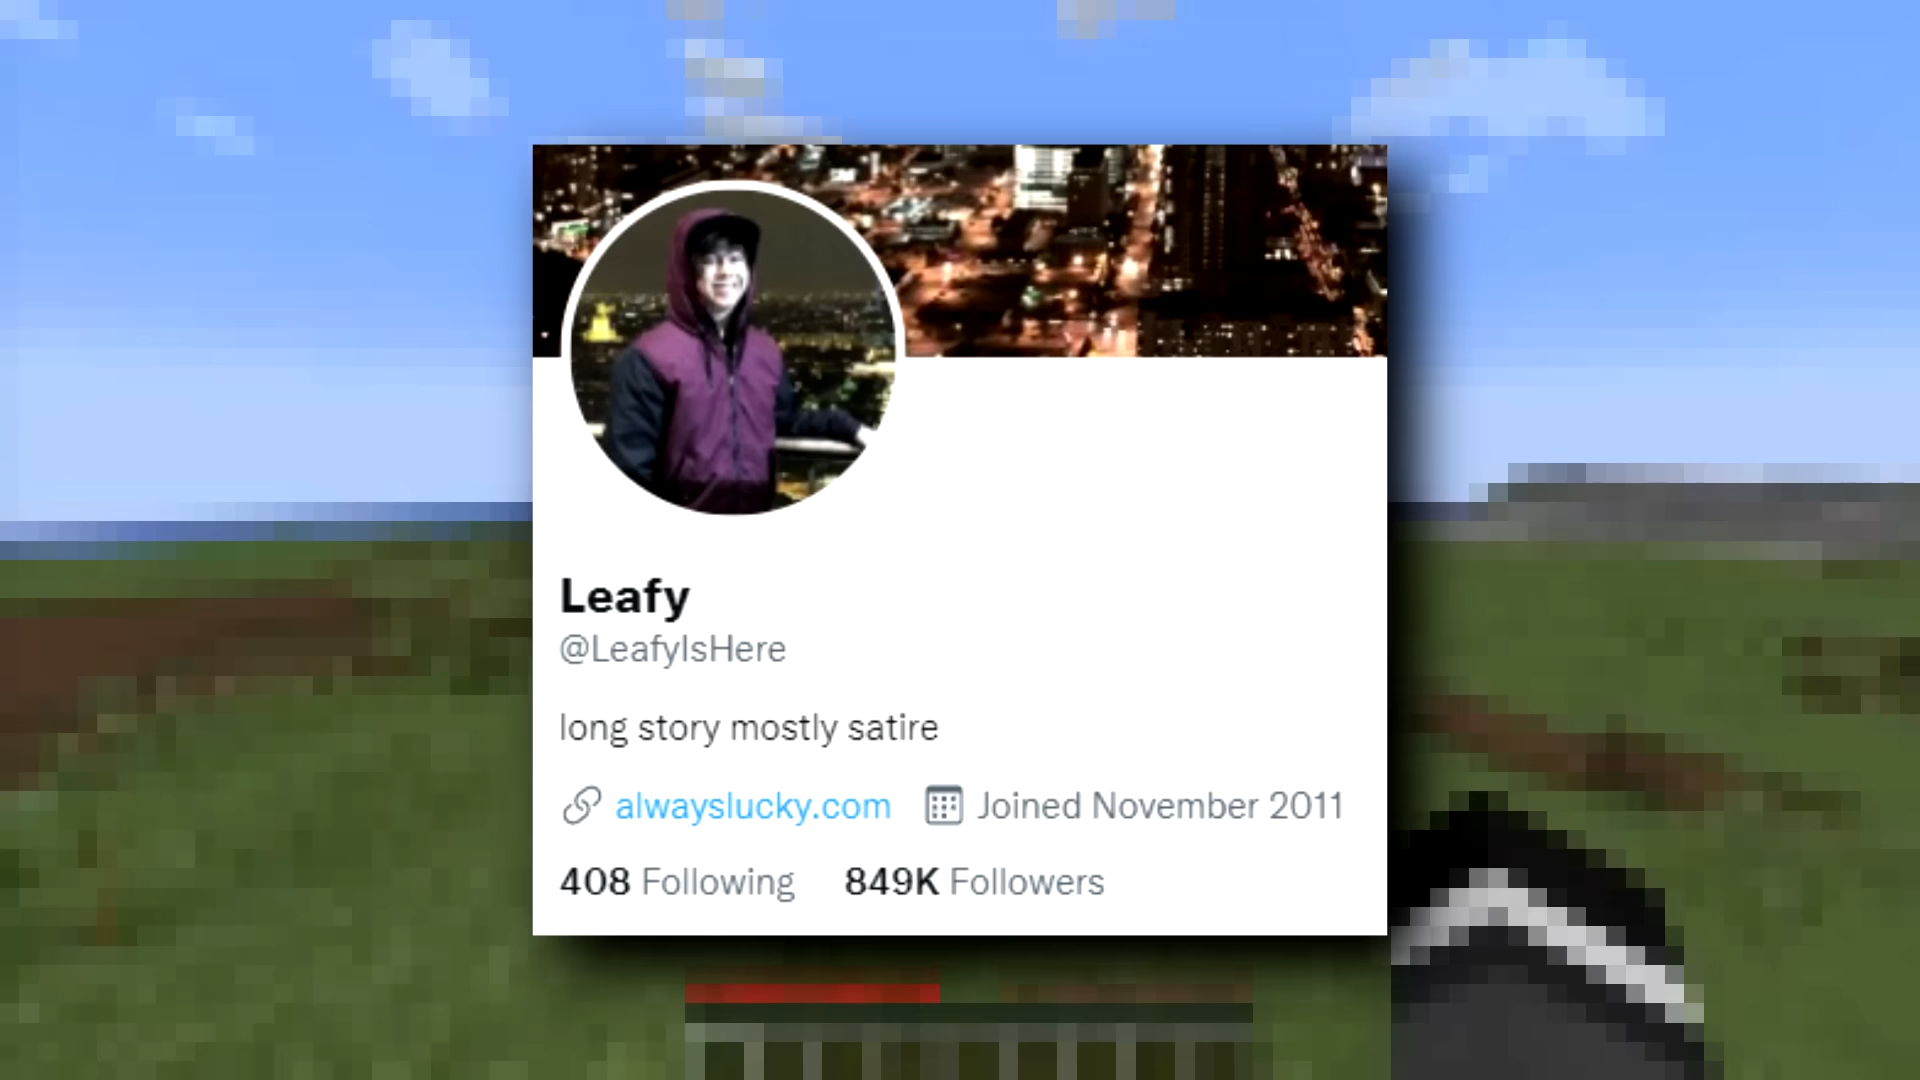 Leafy
@LeafyIsHere
long story mostly satire
alwayslucky.com Joined November 2011
408 Following 849K Followers